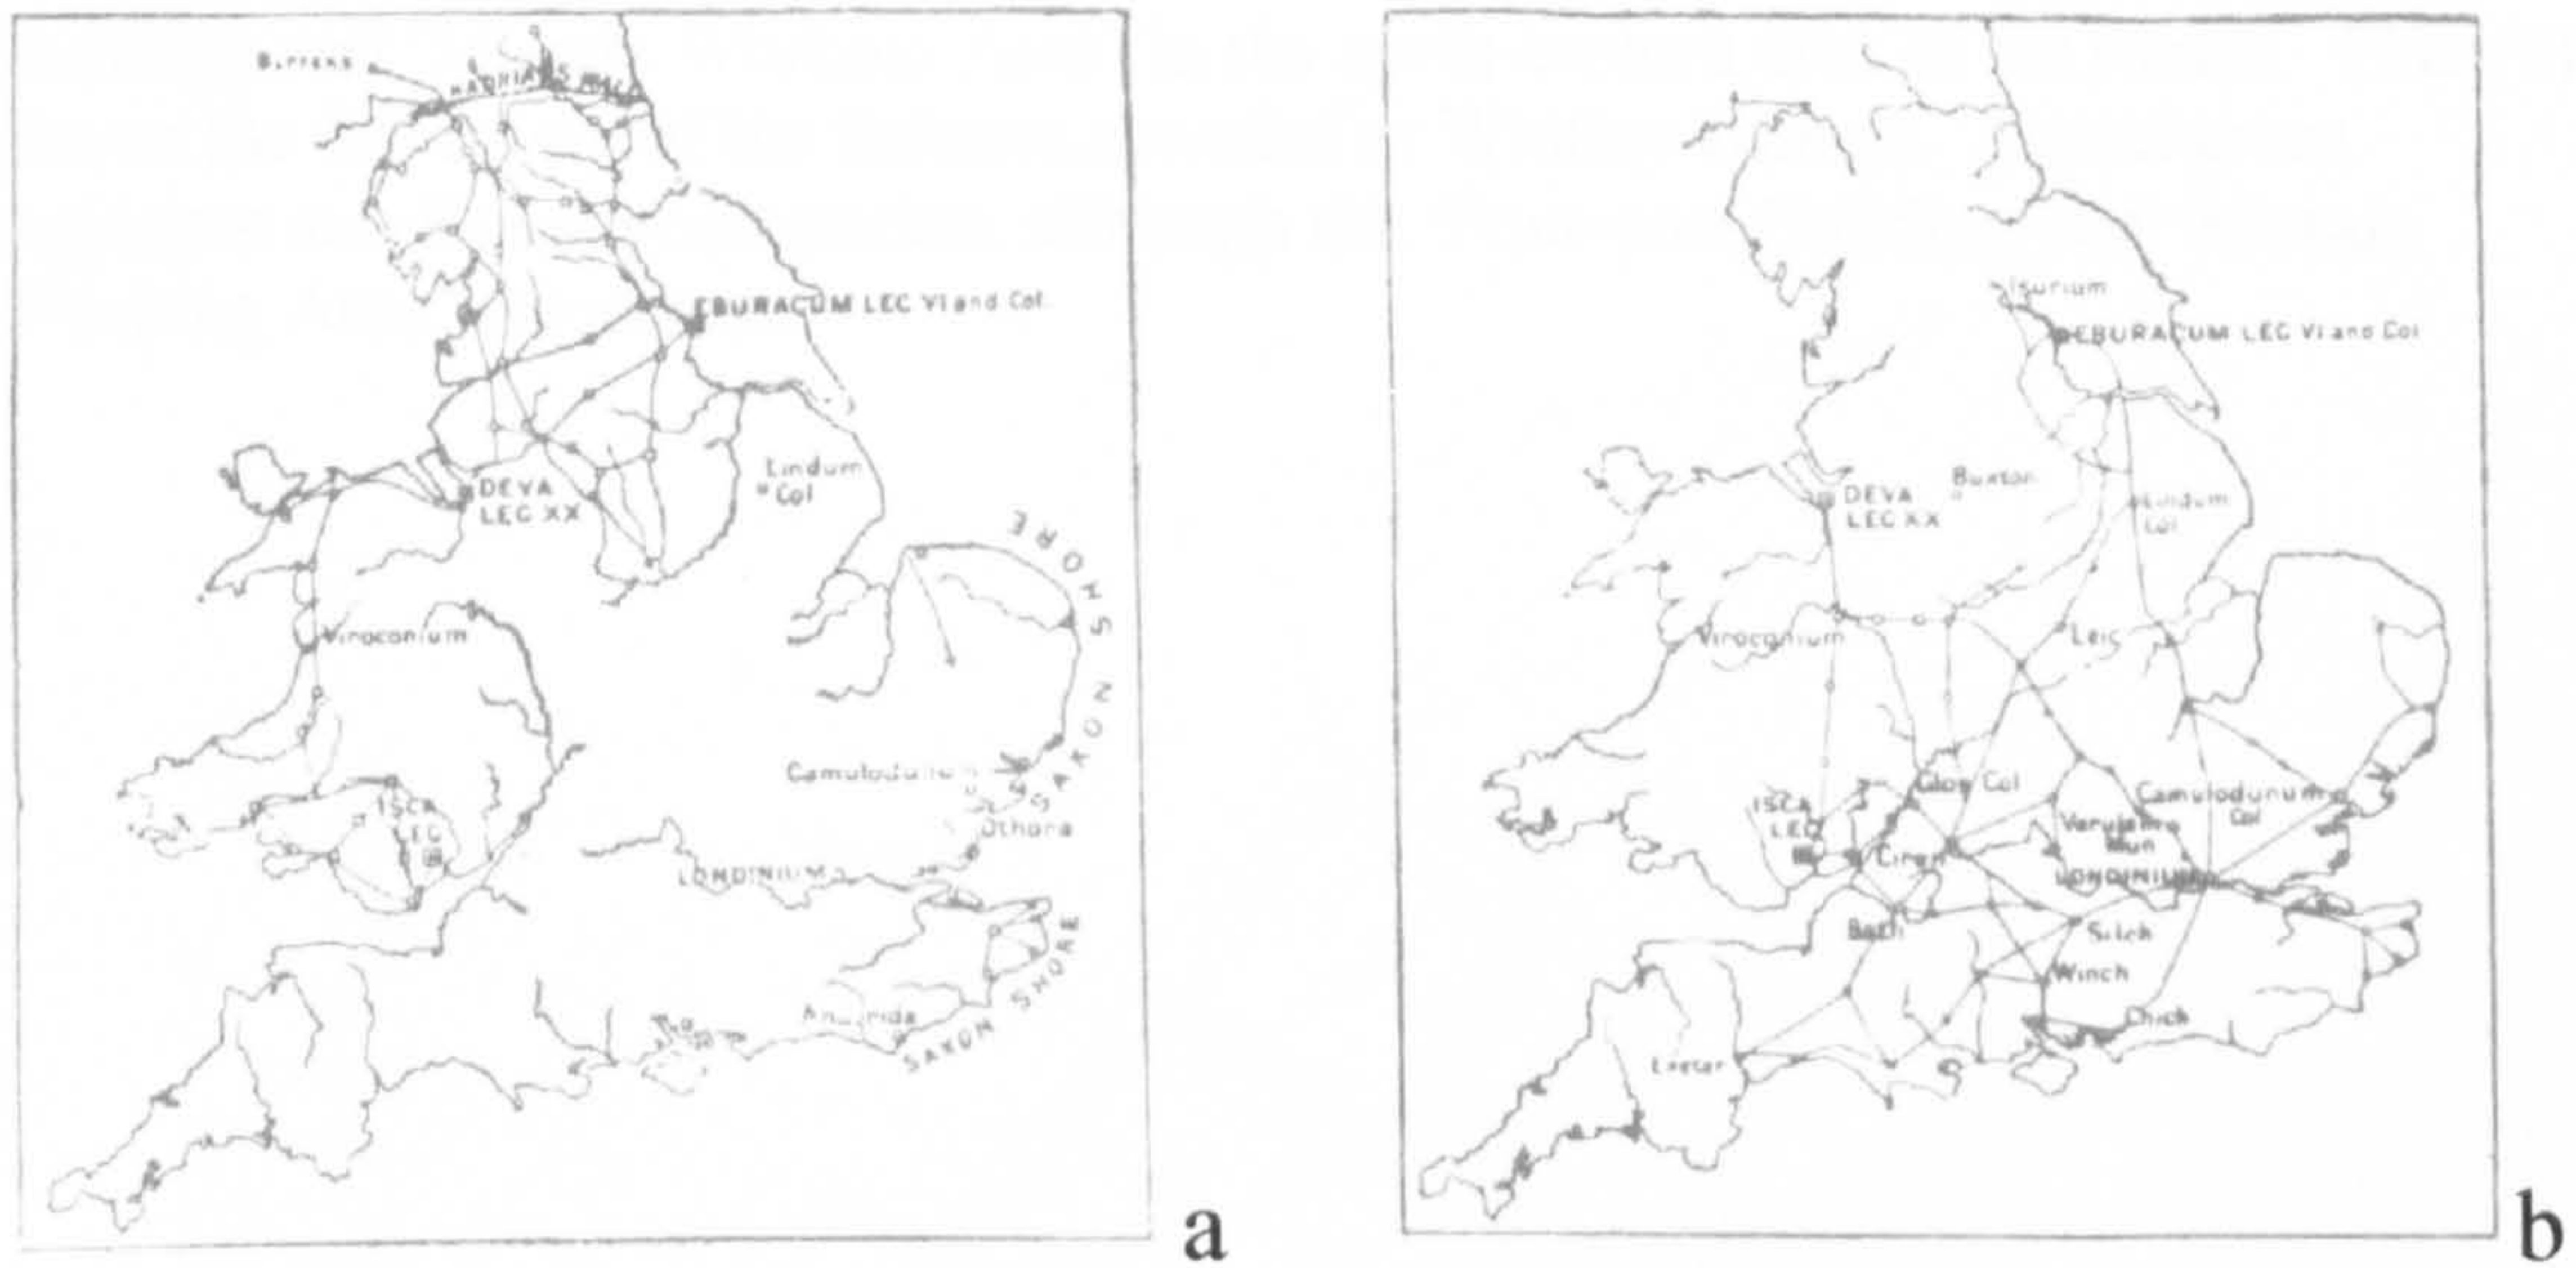 Birrens
HADRIANS WALL
EBURACUM LEG VI and Col
Lindum
Col
DEVA
LEG XX
SAXON SHORE
Viroconium
Camulodunum
ISCA
LEG
Othona
LONDINIUM
Anderida
SAXON SHORE
a
Isurium
EBURACUM LEG VI and Col
Buxton
DEVA
LEG XX
Lindum
Col
Viroconium
Leic
Glos Col
ISCA
LEG
Camulodunum
Col
Verulamium
Mun
Ciren
LONDINIUM
Bath
Silch
Winch
Chich
Exeter
b